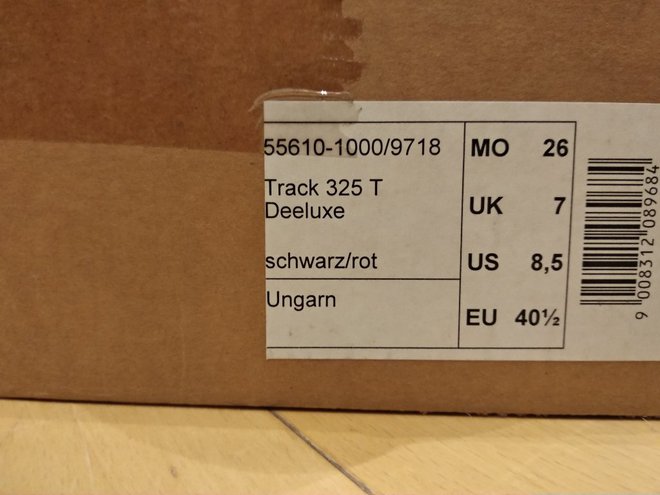 55610-1000/9718
Track 325 T
Deeluxe
schwarz/rot
Ungarn
MO 26
UK 7
US 8,5
EU 40½
9 008312 089684